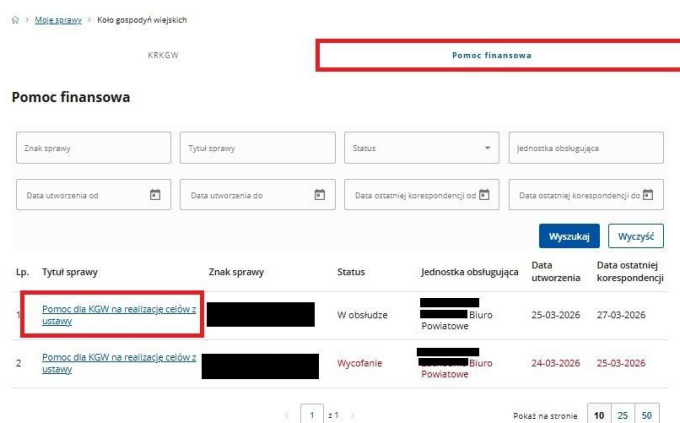 > Moje sprawy > Koło gospodyń wiejskich
KRKGW Pomoc finansowa
Pomoc finansowa
Znak sprawy Tytuł sprawy Status Jednostka obsługująca
Data utworzenia od Data utworzenia do Data ostatniej korespondencji od Data ostatniej korespondencji do
Wyszukaj Wyczyść
Lp. Tytuł sprawy Znak sprawy Status Jednostka obsługująca Data utworzenia Data ostatniej korespondencji
1 Pomoc dla KGW na realizację celów z
ustawy W obsłudze Biuro
Powiatowe 25-03-2026 27-03-2026
2 Pomoc dla KGW na realizację celów z
ustawy Wycofanie Biuro
Powiatowe 24-03-2026 25-03-2026
< 1 z 1 > Pokaż na stronie 10 25 50